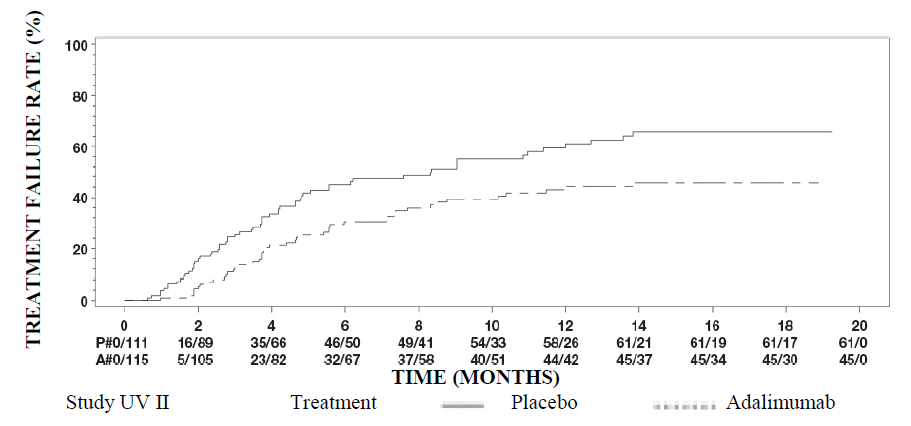 TREATMENT FAILURE RATE (%)
100
80
60
40
20
0
0 2 4 6 8 10 12 14 16 18 20
P#0/111 16/89 35/66 46/50 49/41 54/33 58/26 61/21 61/19 61/17 61/0
A#0/115 5/105 23/82 32/67 37/58 40/51 44/42 45/37 45/34 45/30 45/0
TIME (MONTHS)
Study UV II Treatment Placebo Adalimumab